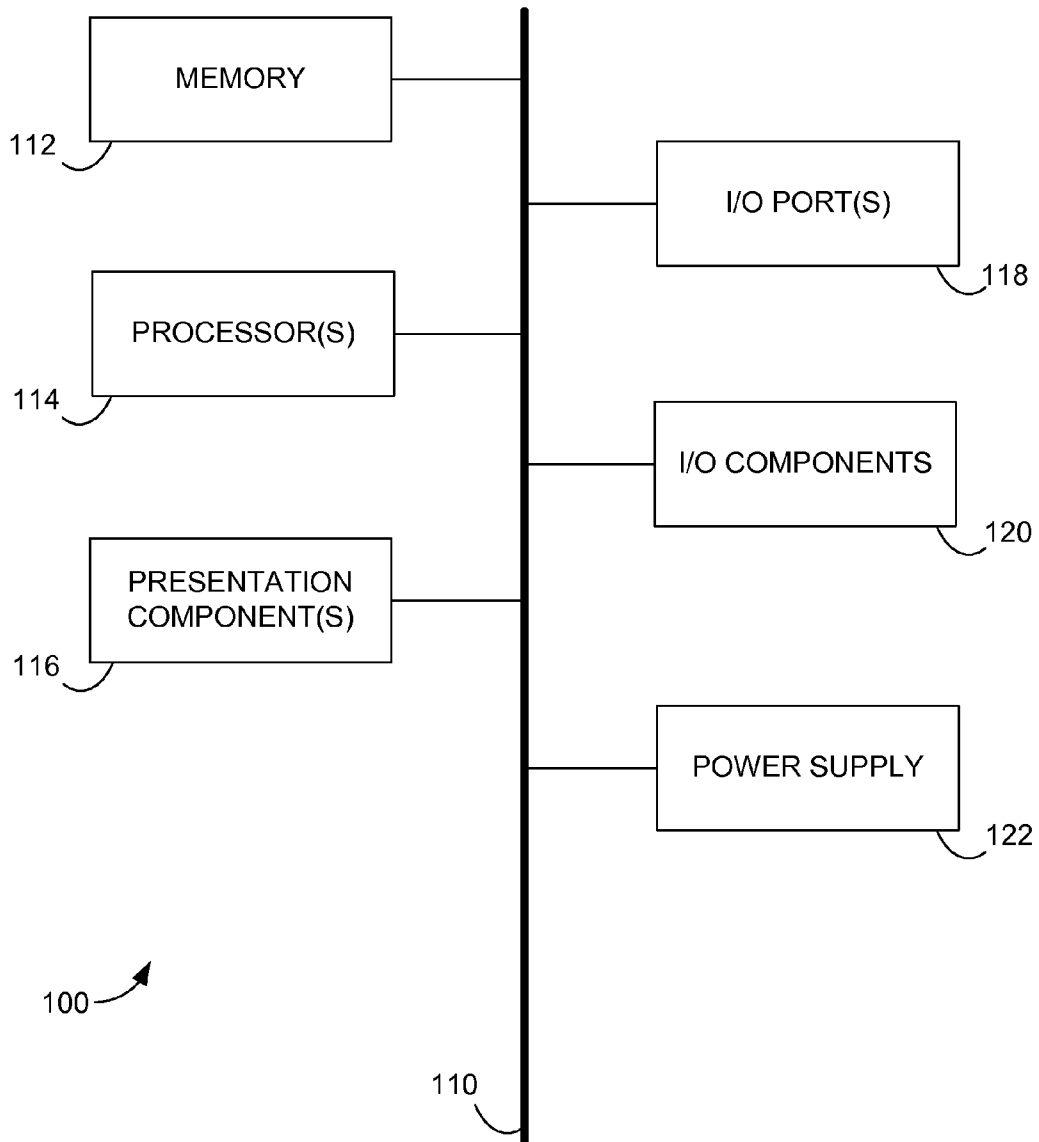 MEMORY
112
I/O PORT(S)
118
PROCESSOR(S)
114
I/O COMPONENTS
120
PRESENTATION
COMPONENT(S)
116
POWER SUPPLY
122
100
110